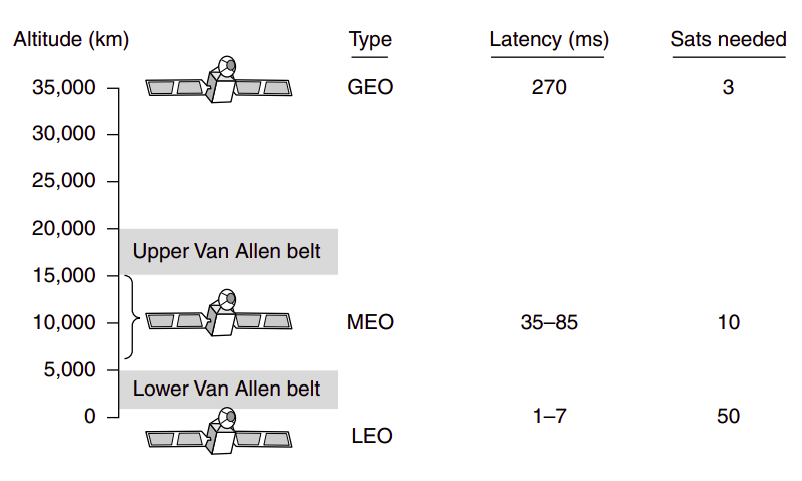 Altitude (km) Type Latency (ms) Sats needed
35,000 GEO 270 3
30,000
25,000
20,000
Upper Van Allen belt
15,000
10,000 MEO 35–85 10
5,000
Lower Van Allen belt
0 1–7 50
LEO